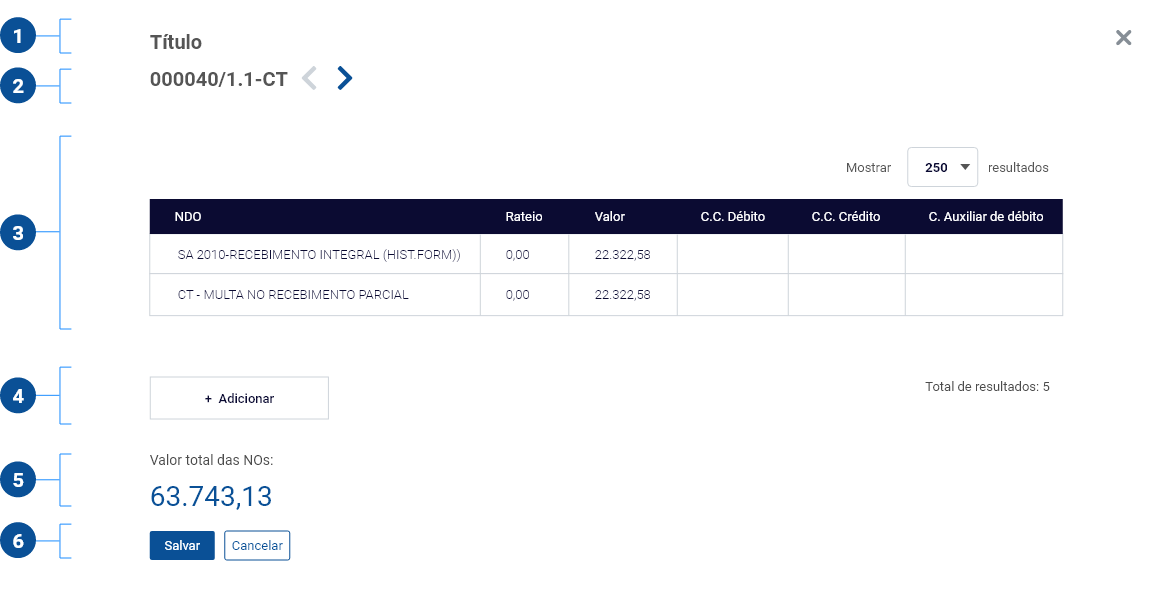 1 Título
2 000040/1.1-CT
Mostrar 250 resultados
NDO Rateio Valor C.C. Débito C.C. Crédito C. Auxiliar de débito
3
SA 2010-RECEBIMENTO INTEGRAL (HIST.FORM)) 0,00 22.322,58
CT - MULTA NO RECEBIMENTO PARCIAL 0,00 22.322,58
Total de resultados: 5
4 + Adicionar
Valor total das NOs:
5
63.743,13
6 Salvar Cancelar